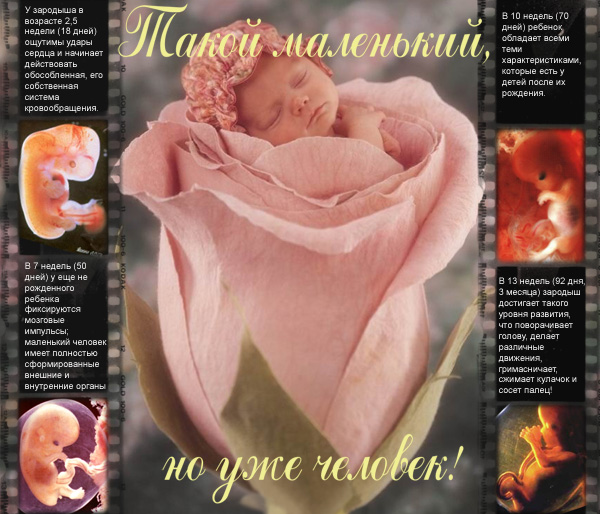 Такой маленький,
У зародыша в
возрасте 2,5
недели (18 дней)
ощутимы удары
сердца и начинает
действовать
обособленная, его
собственная
система
кровообращения.
В 7 недель (50
дней) у еще не
рожденного
ребенка
фиксируются
мозговые
импульсы;
маленький человек
имеет полностью
сформированные
внешние и
внутренние органы
В 10 недель (70
дней) ребенок
обладает всеми
теми
характеристиками,
которые есть у
детей после их
рождения.
В 13 недель (92 дня,
3 месяца) зародыш
достигает такого
уровня развития,
что поворачивает
голову, делает
различные
движения,
гримасничает,
сжимает кулачок и
сосет палец!
но уже человек!